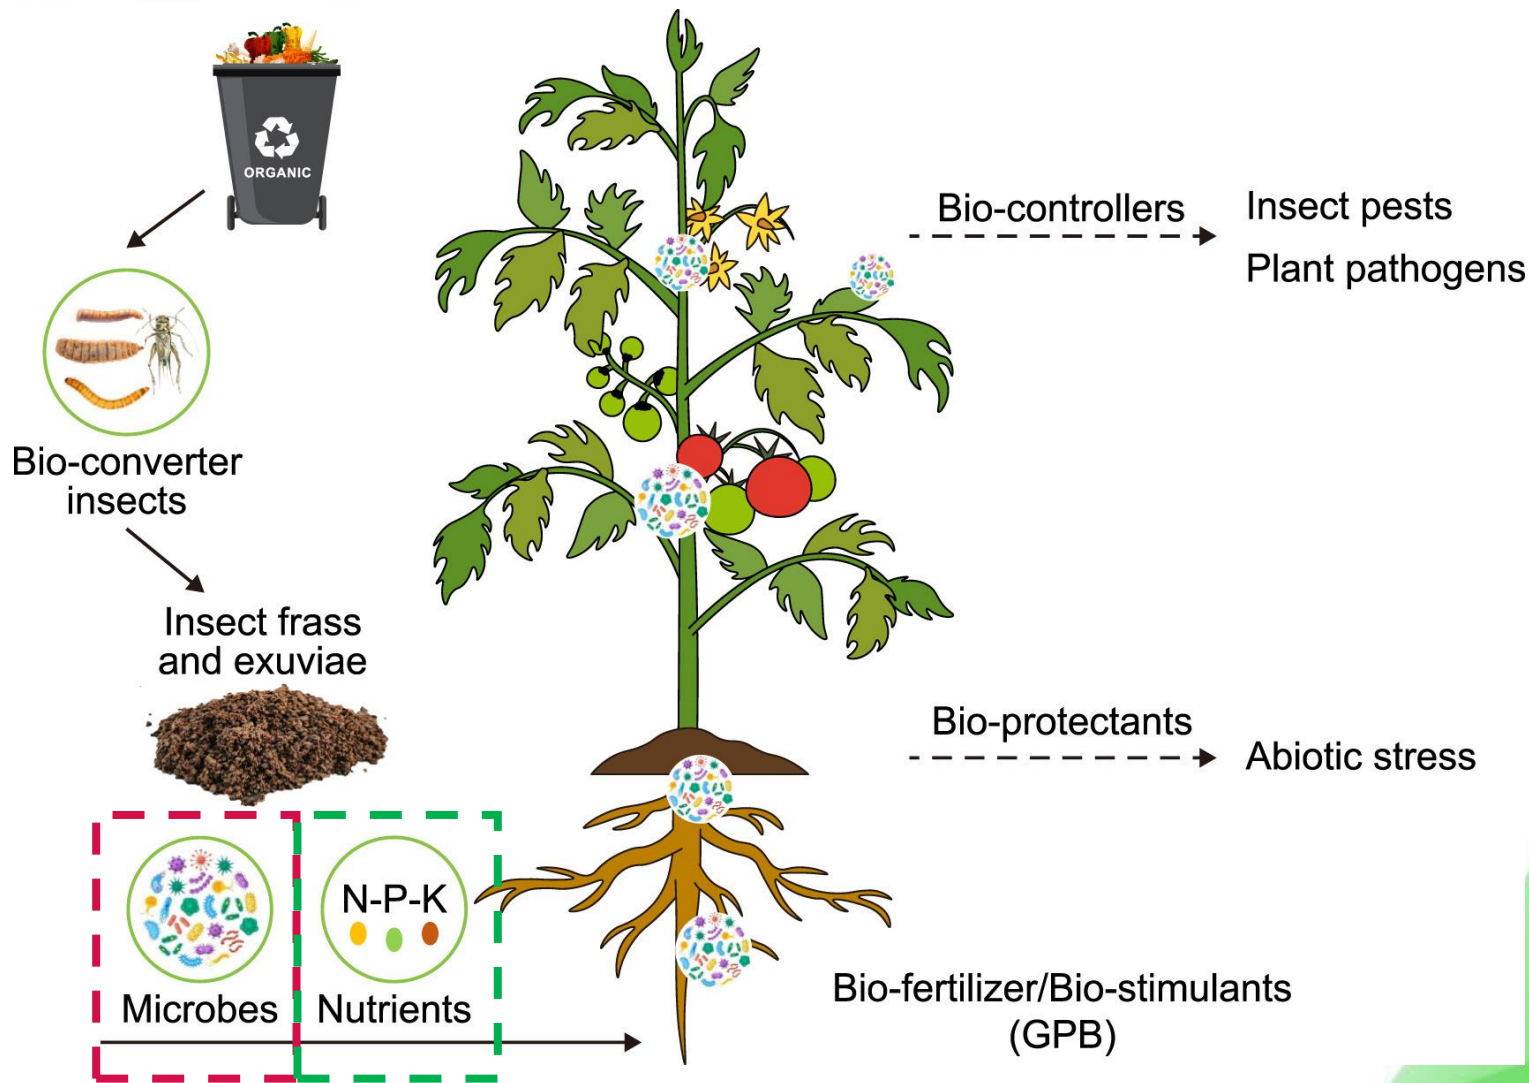 ORGANIC
Bio-converter
insects
Insect frass
and exuviae
Microbes
N-P-K
Nutrients
Bio-controllers
Insect pests
Plant pathogens
Bio-protectants
Abiotic stress
Bio-fertilizer/Bio-stimulants
(GPB)